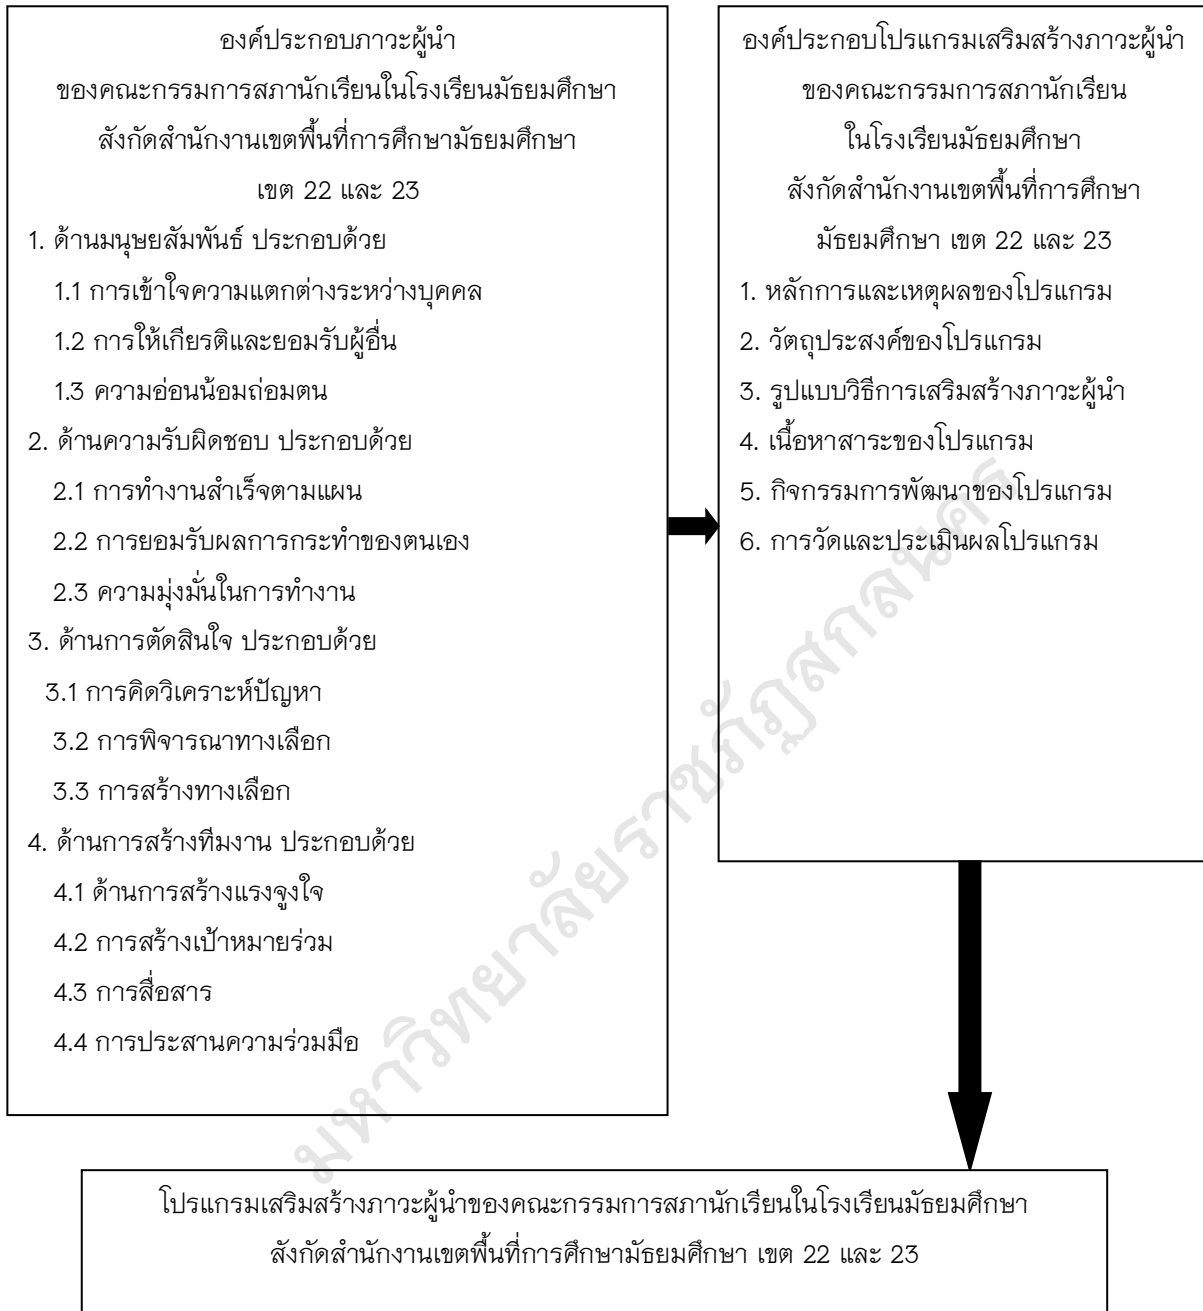 องค์ประกอบภาวะผู้นำ
ของคณะกรรมการสภานักเรียนในโรงเรียนมัธยมศึกษา
สังกัดสำนักงานเขตพื้นที่การศึกษามัธยมศึกษา
เขต 22 และ 23
1. ด้านมนุษยสัมพันธ์ ประกอบด้วย
1.1 การเข้าใจความแตกต่างระหว่างบุคคล
1.2 การให้เกียรติและยอมรับผู้อื่น
1.3 ความอ่อนน้อมถ่อมตน
2. ด้านความรับผิดชอบ ประกอบด้วย
2.1 การทำงานสำเร็จตามแผน
2.2 การยอมรับผลการกระทำของตนเอง
2.3 ความมุ่งมั่นในการทำงาน
3. ด้านการตัดสินใจ ประกอบด้วย
3.1 การคิดวิเคราะห์ปัญหา
3.2 การพิจารณาทางเลือก
3.3 การสร้างทางเลือก
4. ด้านการสร้างทีมงาน ประกอบด้วย
4.1 ด้านการสร้างแรงจูงใจ
4.2 การสร้างเป้าหมายร่วม
4.3 การสื่อสาร
4.4 การประสานความร่วมมือ
องค์ประกอบโปรแกรมเสริมสร้างภาวะผู้นำ
ของคณะกรรมการสภานักเรียน
ในโรงเรียนมัธยมศึกษา
สังกัดสำนักงานเขตพื้นที่การศึกษา
มัธยมศึกษา เขต 22 และ 23
1. หลักการและเหตุผลของโปรแกรม
2. วัตถุประสงค์ของโปรแกรม
3. รูปแบบวิธีการเสริมสร้างภาวะผู้นำ
4. เนื้อหาสาระของโปรแกรม
5. กิจกรรมการพัฒนาของโปรแกรม
6. การวัดและประเมินผลโปรแกรม
โปรแกรมเสริมสร้างภาวะผู้นำของคณะกรรมการสภานักเรียนในโรงเรียนมัธยมศึกษา
สังกัดสำนักงานเขตพื้นที่การศึกษามัธยมศึกษา เขต 22 และ 23
มหาวิทยาลัยราชภัฏสกลนคร